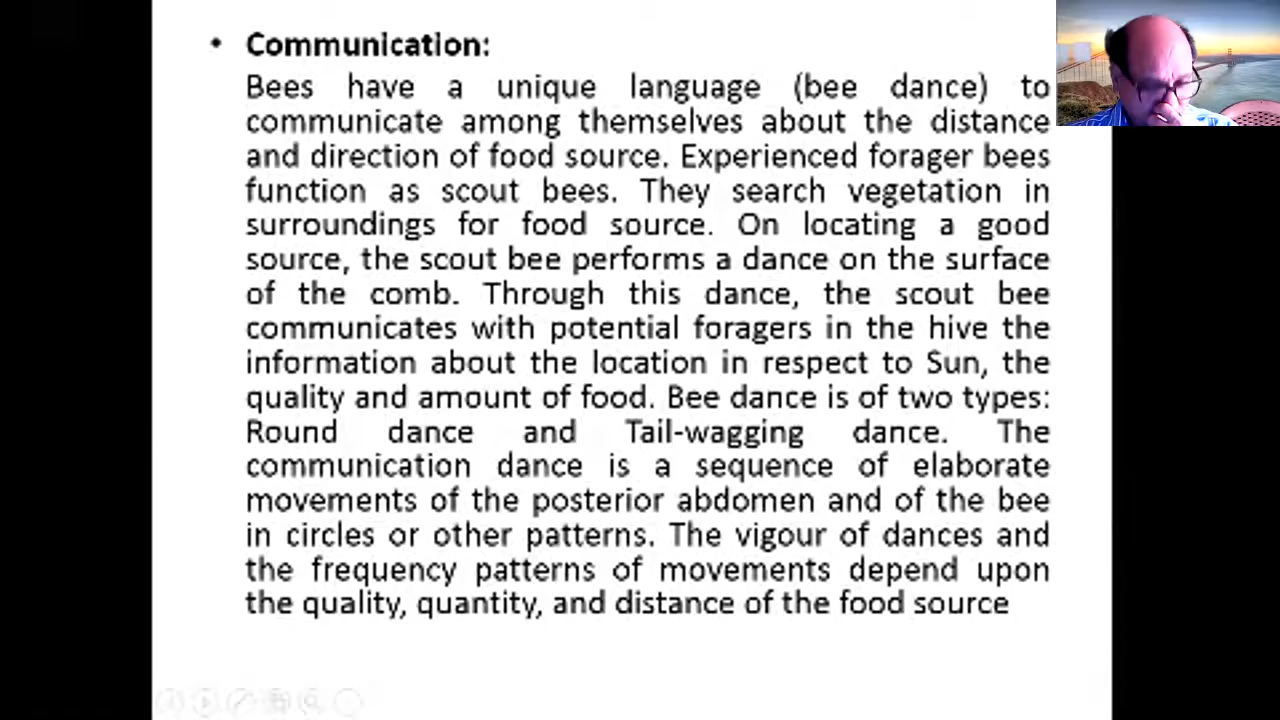 • Communication:
Bees have a unique language (bee dance) to
communicate among themselves about the distance
and direction of food source. Experienced forager bees
function as scout bees. They search vegetation in
surroundings for food source. On locating a good
source, the scout bee performs a dance on the surface
of the comb. Through this dance, the scout bee
communicates with potential foragers in the hive the
information about the location in respect to Sun, the
quality and amount of food. Bee dance is of two types:
Round dance and Tail-wagging dance. The
communication dance is a sequence of elaborate
movements of the posterior abdomen and of the bee
in circles or other patterns. The vigour of dances and
the frequency patterns of movements depend upon
the quality, quantity, and distance of the food source